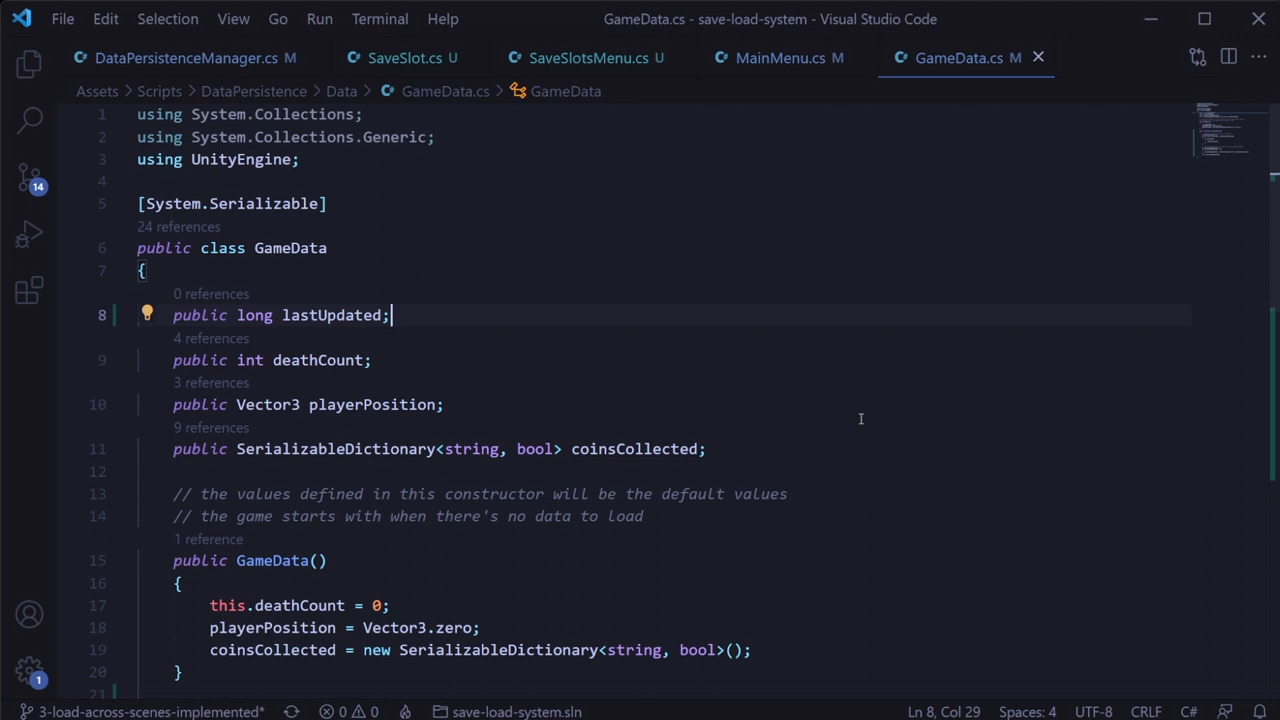 File Edit Selection View Go Run Terminal Help GameData.cs - save-load-system - Visual Studio Code
DataPersistenceManager.cs M SaveSlot.cs U SaveSlotsMenu.cs U MainMenu.cs M GameData.cs M
Assets > Scripts > DataPersistence > Data > GameData.cs > GameData
1 using System.Collections;
2 using System.Collections.Generic;
3 using UnityEngine;
4
5 [System.Serializable]
24 references
6 public class GameData
7 {
0 references
8 public long lastUpdated;
4 references
9 public int deathCount;
3 references
10 public Vector3 playerPosition;
9 references
11 public SerializableDictionary<string, bool> coinsCollected;
12
13 // the values defined in this constructor will be the default values
14 // the game starts with when there's no data to load
1 reference
15 public GameData()
16 {
17 this.deathCount = 0;
18 playerPosition = Vector3.zero;
19 coinsCollected = new SerializableDictionary<string, bool>();
20 }
21
14
1
3-load-across-scenes-implemented* 0 0 save-load-system.sln Ln 8, Col 29 Spaces: 4 UTF-8 CRLF C#